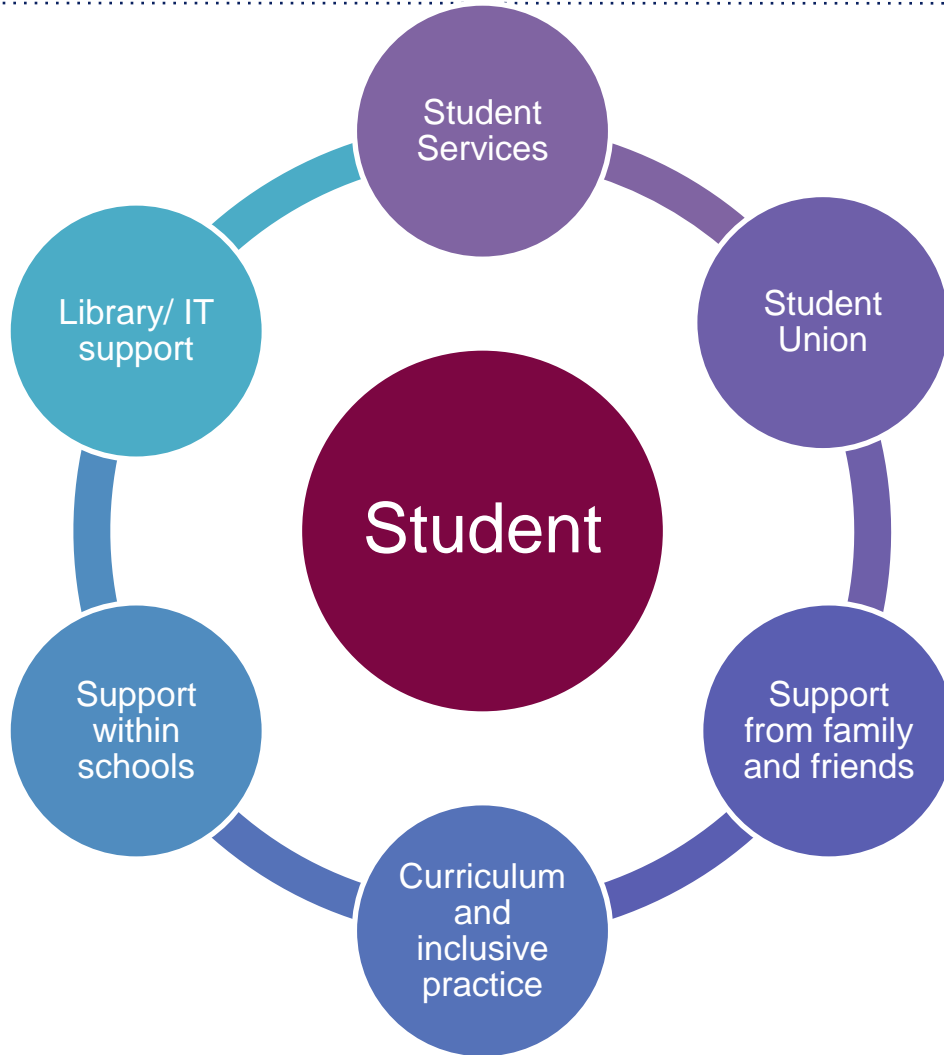 Student
Services
Student
Union
Support
from family
and friends
Curriculum
and
inclusive
practice
Support
within
schools
Library/ IT
support
Student